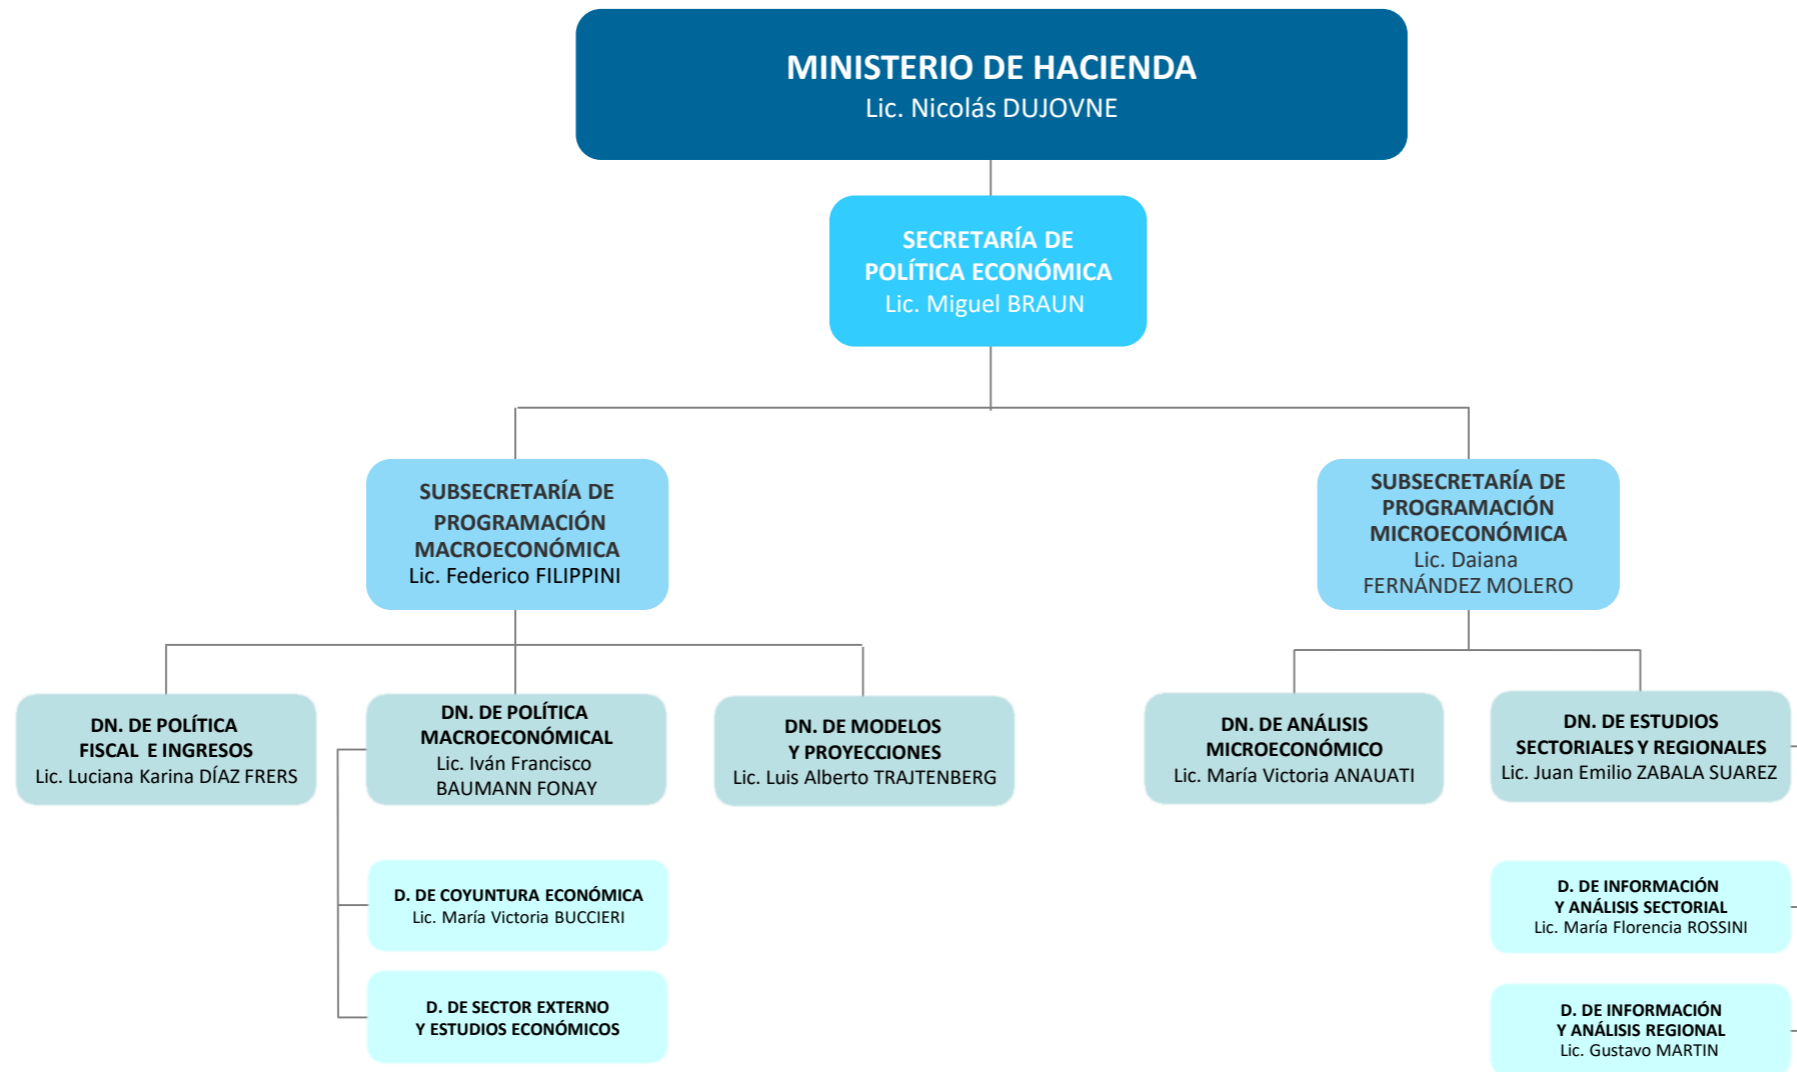 MINISTERIO DE HACIENDA
Lic. Nicolás DUJOVNE
SECRETARÍA DE
POLÍTICA ECONÓMICA
Lic. Miguel BRAUN
SUBSECRETARÍA DE
PROGRAMACIÓN
MACROECONÓMICA
Lic. Federico FILIPPINI
SUBSECRETARÍA DE
PROGRAMACIÓN
MICROECONÓMICA
Lic. Daiana
FERNÁNDEZ MOLERO
DN. DE POLÍTICA
FISCAL E INGRESOS
Lic. Luciana Karina DÍAZ FRERS
DN. DE POLÍTICA
MACROECONÓMICAL
Lic. Iván Francisco
BAUMANN FONAY
DN. DE MODELOS
Y PROYECCIONES
Lic. Luis Alberto TRAJTENBERG
DN. DE ANÁLISIS
MICROECONÓMICO
Lic. María Victoria ANAUATI
DN. DE ESTUDIOS
SECTORIALES Y REGIONALES
Lic. Juan Emilio ZABALA SUAREZ
D. DE COYUNTURA ECONÓMICA
Lic. María Victoria BUCCIERI
D. DE INFORMACIÓN
Y ANÁLISIS SECTORIAL
Lic. María Florencia ROSSINI
D. DE SECTOR EXTERNO
Y ESTUDIOS ECONÓMICOS
D. DE INFORMACIÓN
Y ANÁLISIS REGIONAL
Lic. Gustavo MARTIN